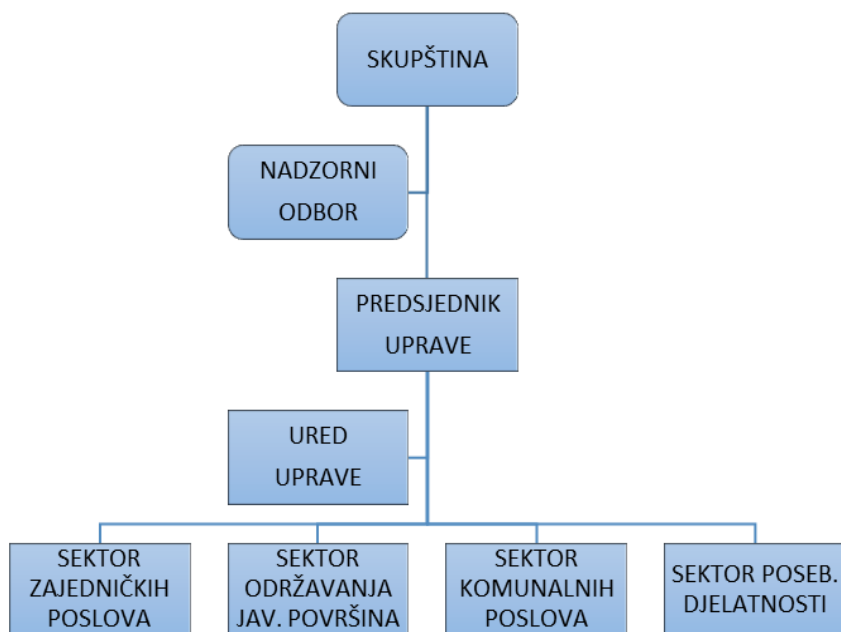 SKUPŠTINA
NADZORNI
ODBOR
PREDSJEDNIK
UPRAVE
URED
UPRAVE
SEKTOR
ZAJEDNIČKIH
POSLOVA
SEKTOR
ODRŽAVANJA
JAV. POVRŠINA
SEKTOR
KOMUNALNIH
POSLOVA
SEKTOR POSEB.
DJELATNOSTI